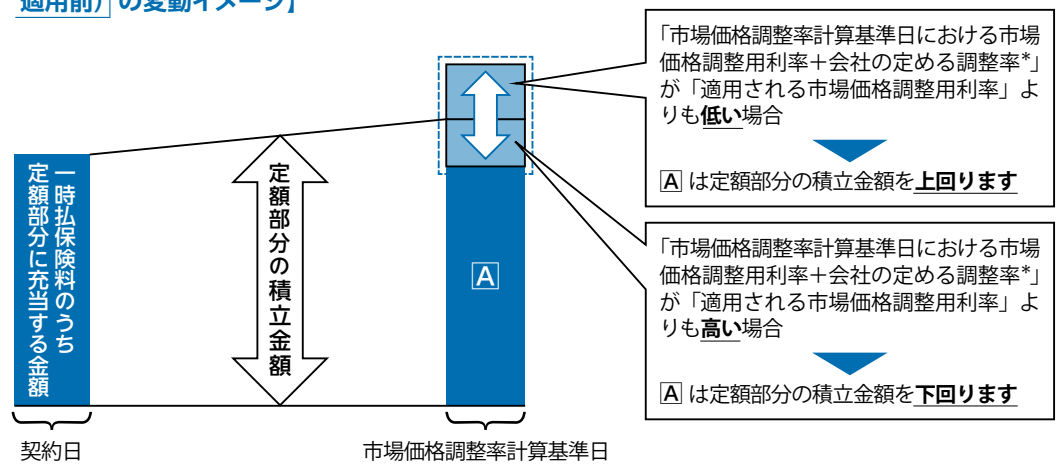 適用前）の変動イメージ】
一時払保険料のうち
定額部分に充当する金額
定額部分の積立金額
A
契約日
市場価格調整率計算基準日
「市場価格調整率計算基準日における市場
価格調整用利率＋会社の定める調整率*」
が「適用される市場価格調整用利率」よ
りも低い場合
A は定額部分の積立金額を上回ります
「市場価格調整率計算基準日における市場
価格調整用利率＋会社の定める調整率*」
が「適用される市場価格調整用利率」よ
りも高い場合
A は定額部分の積立金額を下回ります